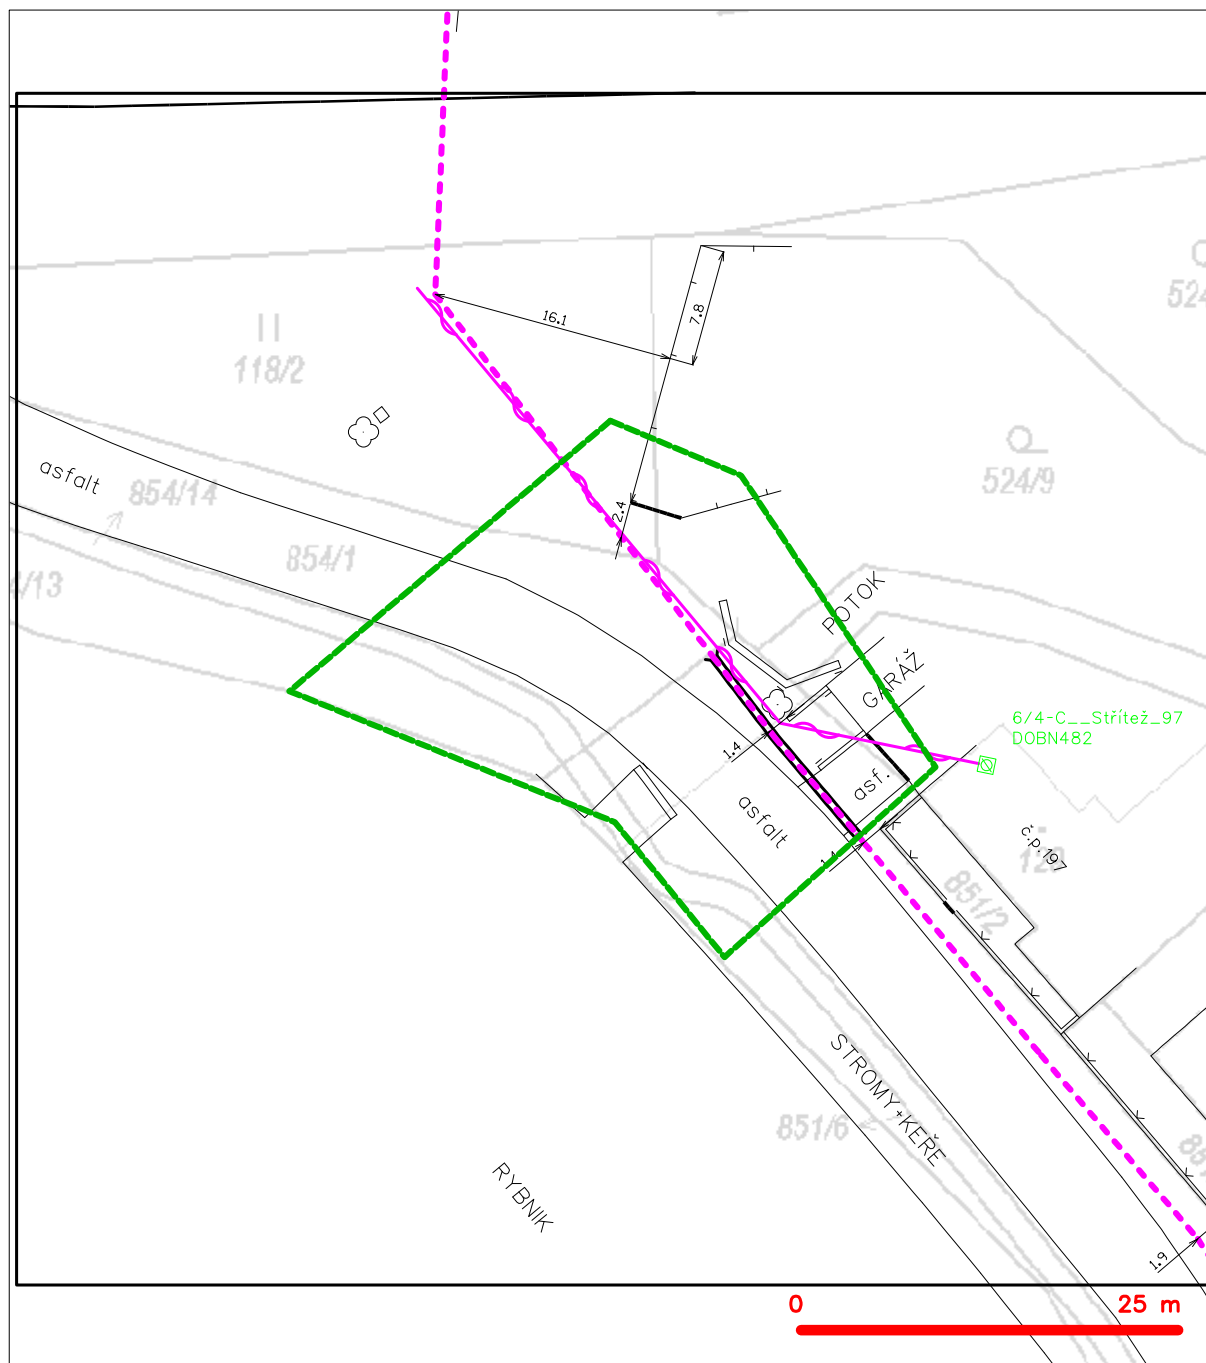 16.1
7.8
524
118/2
asfalt
854/14
524/9
2.4
854/1
4/13
POTOK
GARÁŽ
6/4-C__Střítež_97
DOBN482
1.4
asf.
asfalt
č.p.197
851/2
STROMY+KEŘE
851/6
RYBNIK
1.9
0 25 m